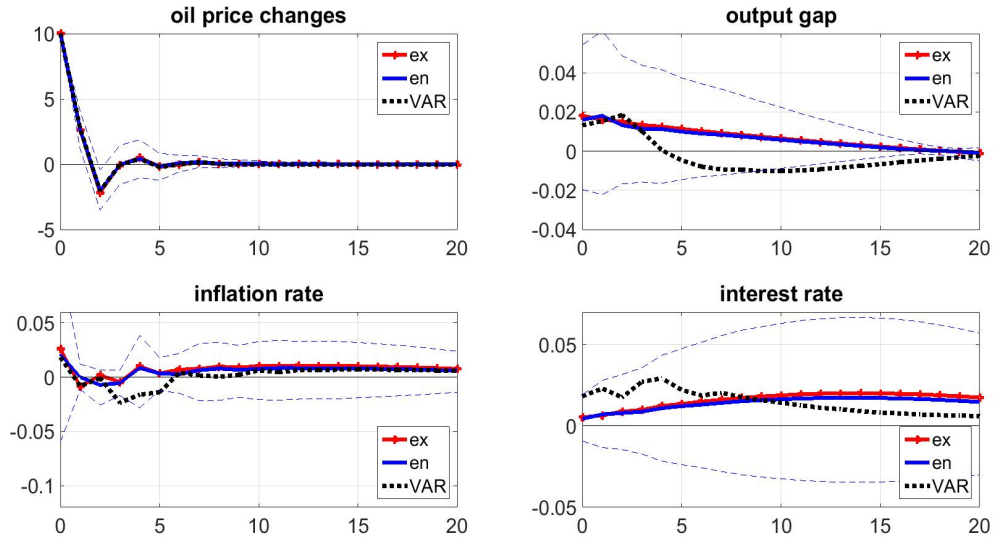 oil price changes
10
5
0
-5
0
5
10
15
20
ex
en
VAR
output gap
0.04
0.02
0
-0.02
-0.04
0
5
10
15
20
ex
en
VAR
inflation rate
0.05
0
-0.05
-0.1
0
5
10
15
20
ex
en
VAR
interest rate
0.05
0
-0.05
0
5
10
15
20
ex
en
VAR